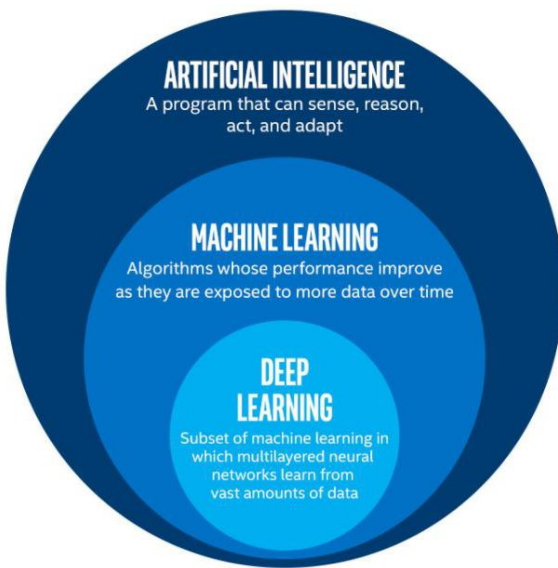 ARTIFICIAL INTELLIGENCE
A program that can sense, reason,
act, and adapt
MACHINE LEARNING
Algorithms whose performance improve
as they are exposed to more data over time
DEEP
LEARNING
Subset of machine learning in
which multilayered neural
networks learn from
vast amounts of data